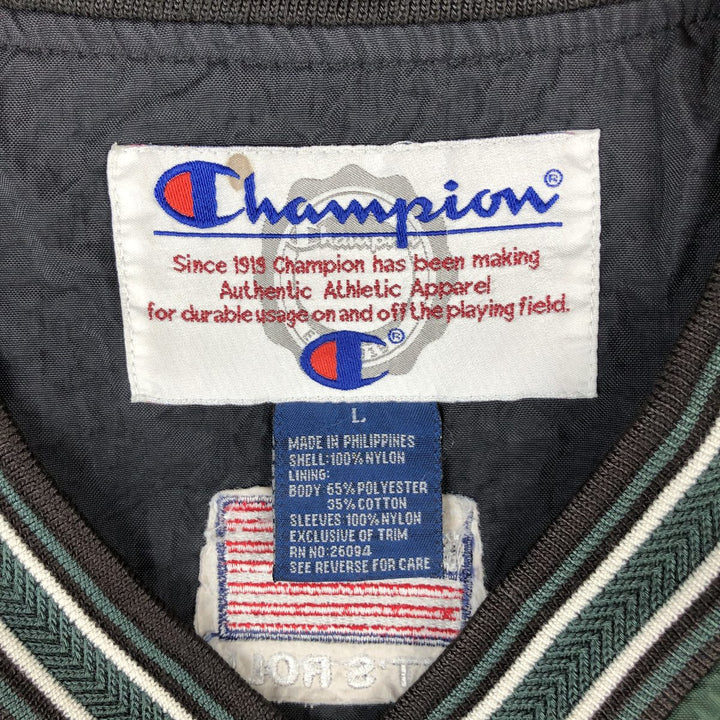 Champion®
Since 1919 Champion has been making
Authentic Athletic Apparel
for durable usage on and off the playing field.
®
L
MADE IN PHILIPPINES
SHELL:100% NYLON
LINING:
BODY 65% POLYESTER
35% COTTON
SLEEVES 100% NYLON
EXCLUSIVE OF TRIM
RN NO:26094
SEE REVERSE FOR CARE